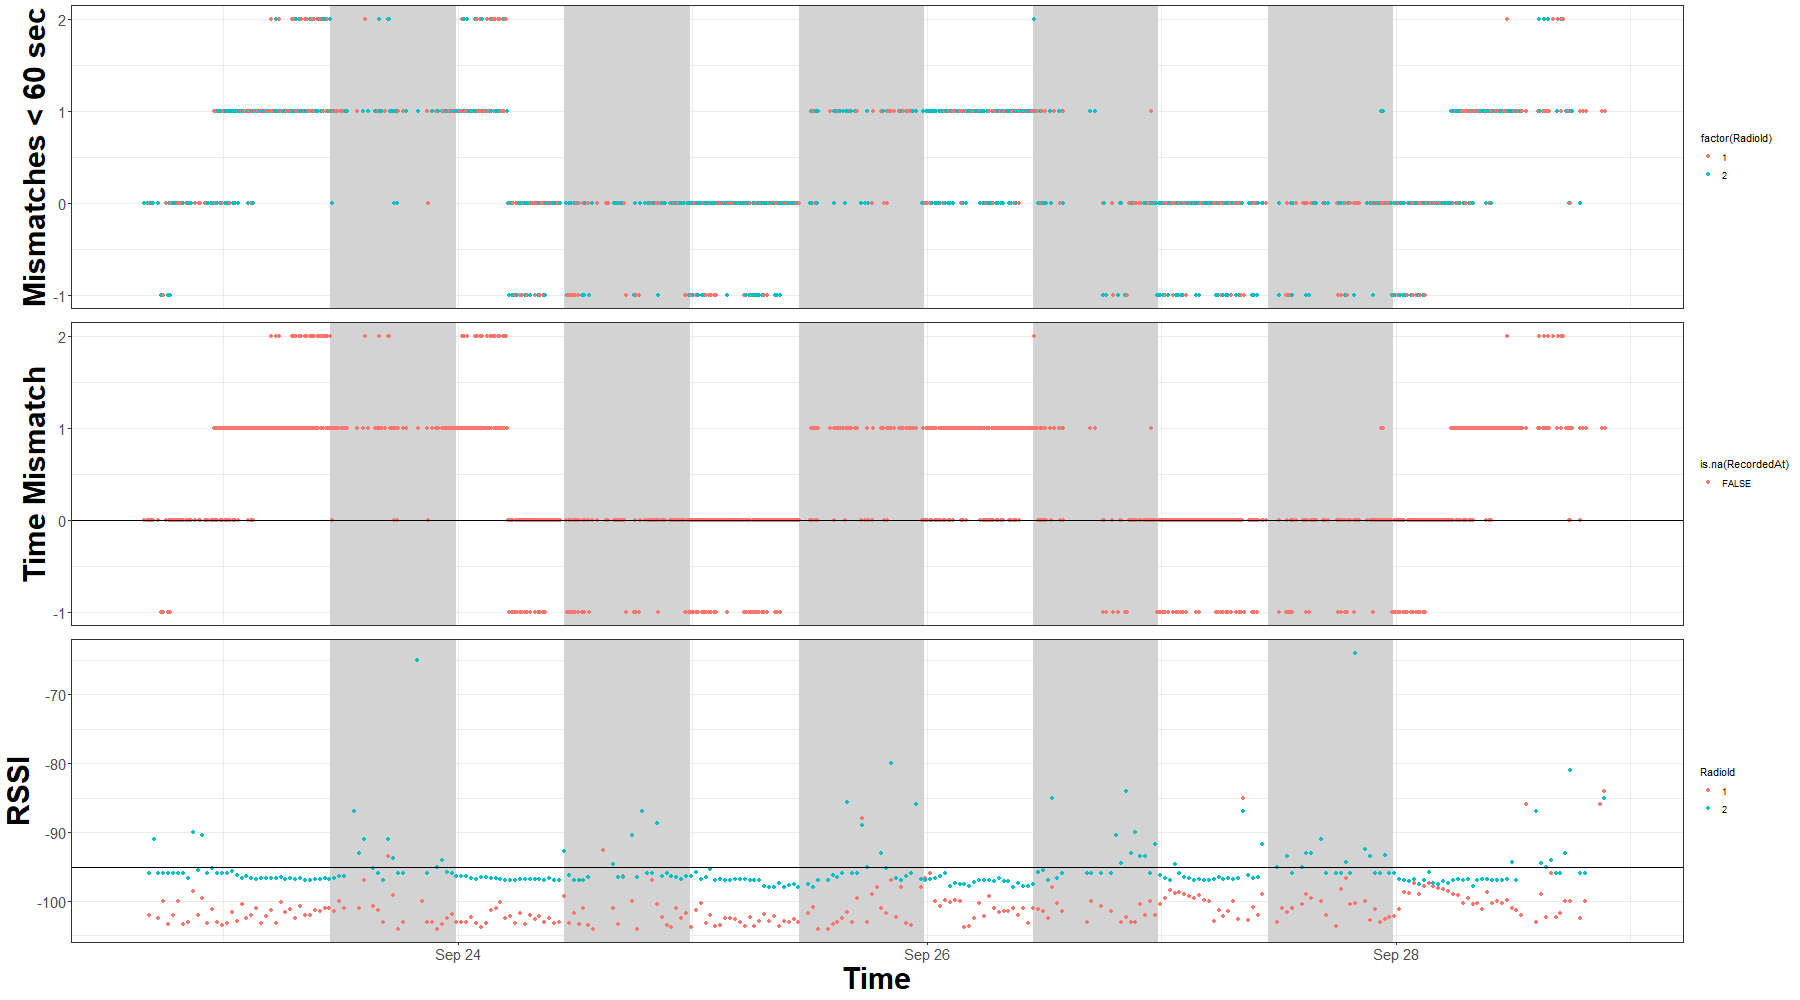 Mismatches < 60 sec
2
1
0
-1
factor(RadioId)
1
2
Time Mismatch
2
1
0
-1
is.na(RecordedAt)
FALSE
RSSI
-70
-80
-90
-100
RadioId
1
2
Sep 24
Sep 26
Sep 28
Time